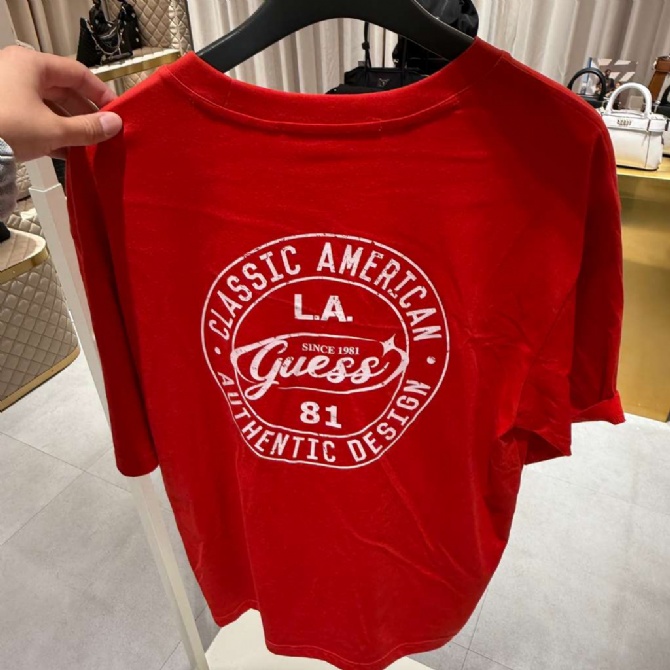 CLASSIC AMERICAN
L.A.
SINCE 1981
Guess
81
AUTHENTIC DESIGN